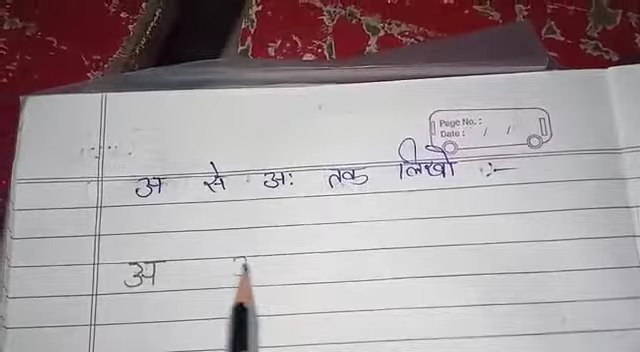 Page No. :
Date : / /
अ से अः तक लिखो :-
अ